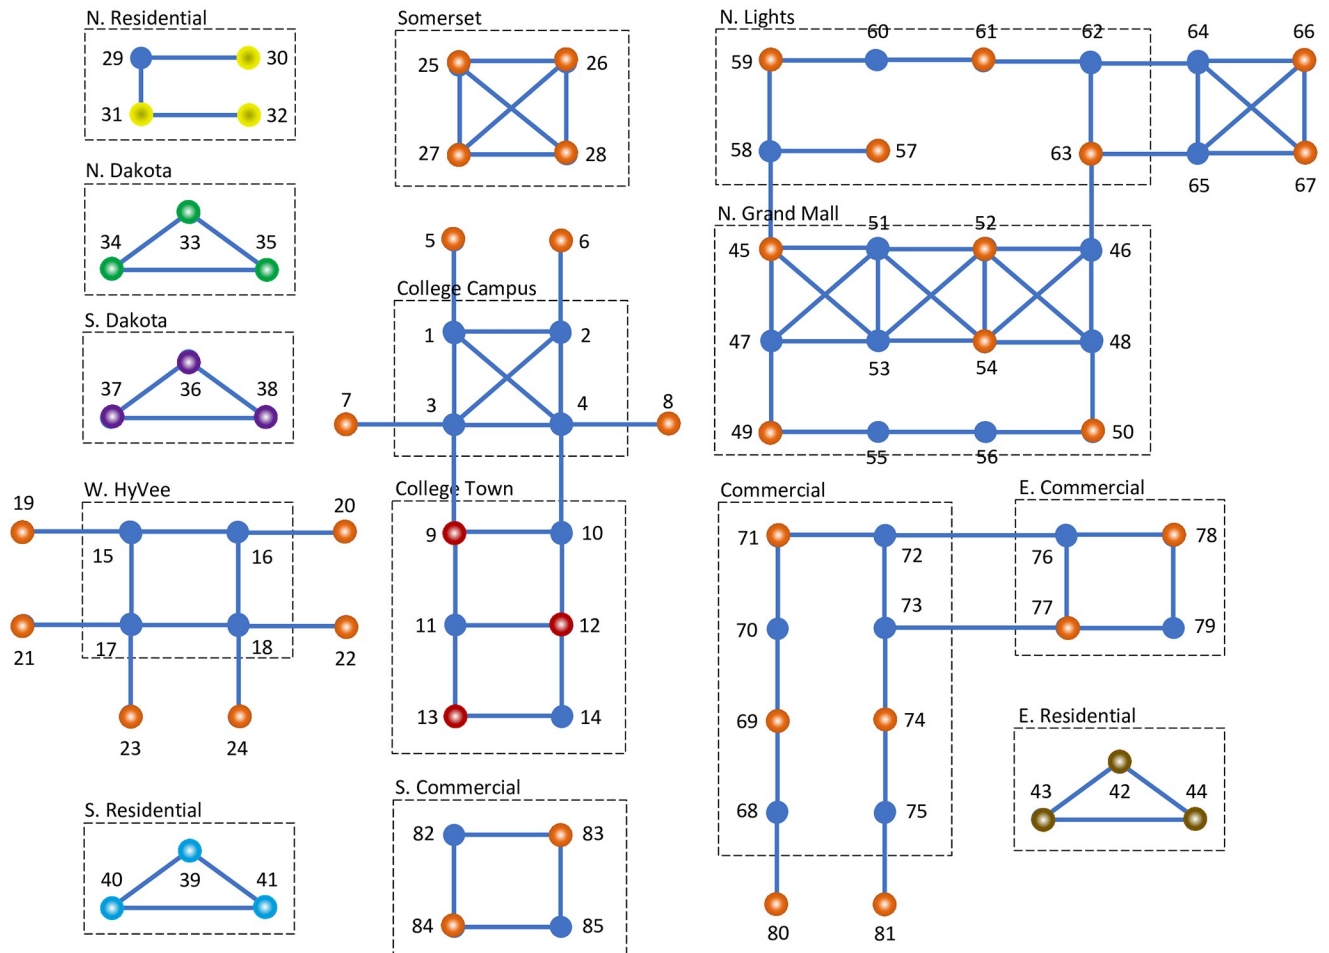 N. Residential
29 30
31 32
N. Dakota
34 33 35
S. Dakota
37 36 38
W. HyVee
19 20
15 16
17 18
21 22
23 24
S. Residential
40 39 41
Somerset
25 26
27 28
5 6
College Campus
1 2
7 3 4 8
College Town
9 10
11 12
13 14
S. Commercial
82 83
84 85
N. Lights
59 60 61 62 64 66
58 57 63
65 67
N. Grand Mall
45 51 52 46
47 53 54 48
49 55 56 50
Commercial
71 72
73
70
69 74
68 75
80 81
E. Commercial
76 78
77 79
E. Residential
43 42 44